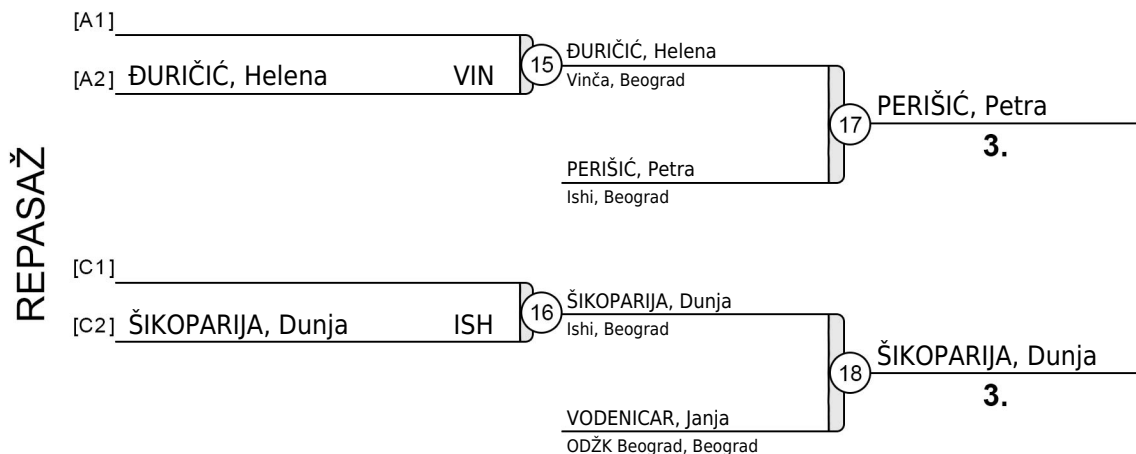 REPASAŽ
[A1]
[A2] ĐURIČIĆ, Helena VIN
15
ĐURIČIĆ, Helena
Vinča, Beograd
PERIŠIĆ, Petra
Ishi, Beograd
17
PERIŠIĆ, Petra
3.
[C1]
[C2] ŠIKOPARIJA, Dunja ISH
16
ŠIKOPARIJA, Dunja
Ishi, Beograd
VODENICAR, Janja
ODŽK Beograd, Beograd
18
ŠIKOPARIJA, Dunja
3.